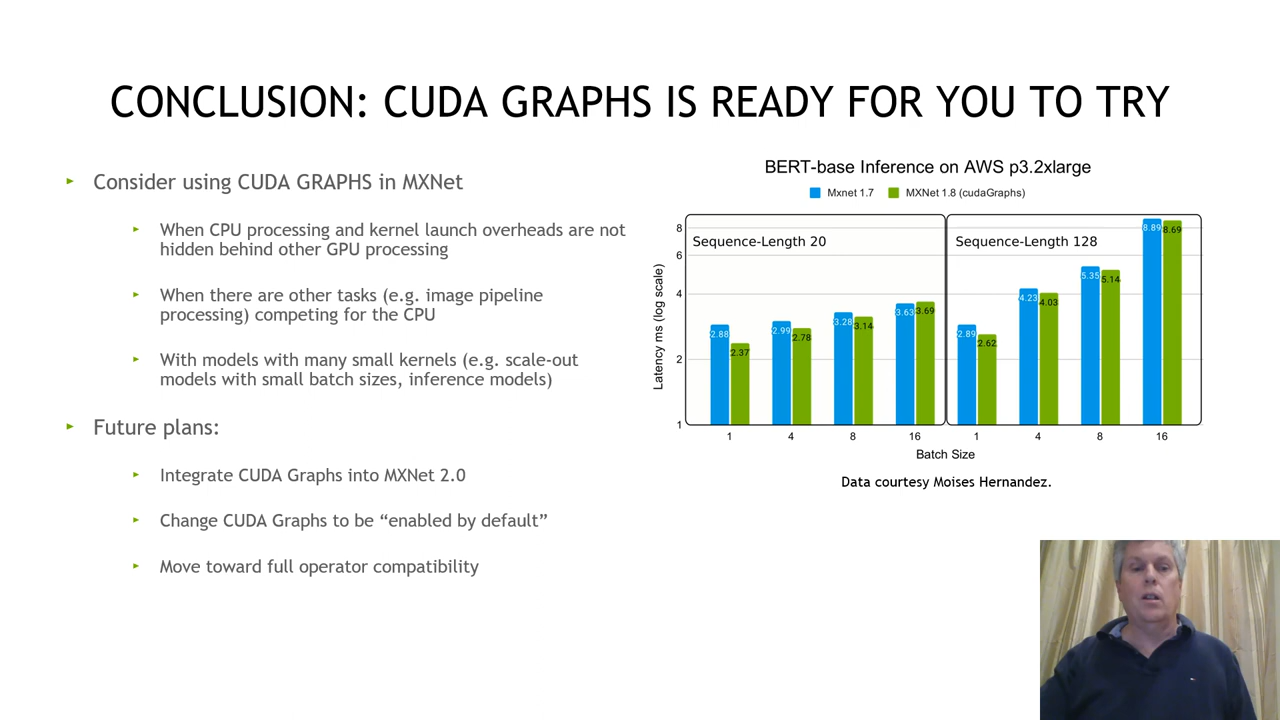 CONCLUSION: CUDA GRAPHS IS READY FOR YOU TO TRY
Consider using CUDA GRAPHS in MXNet
When CPU processing and kernel launch overheads are not
hidden behind other GPU processing
When there are other tasks (e.g. image pipeline
processing) competing for the CPU
With models with many small kernels (e.g. scale-out
models with small batch sizes, inference models)
Future plans:
Integrate CUDA Graphs into MXNet 2.0
Change CUDA Graphs to be “enabled by default”
Move toward full operator compatibility
BERT-base Inference on AWS p3.2xlarge
Mxnet 1.7 MXNet 1.8 (cudaGraphs)
Latency ms (log scale)
8
6
4
2
1
Sequence-Length 20
2.88 2.37 2.99 2.78 3.28 3.14 3.63 3.69
Sequence-Length 128
2.89 2.62 4.23 4.03 5.35 5.14 8.89 8.69
1 4 8 16 1 4 8 16
Batch Size
Data courtesy Moises Hernandez.